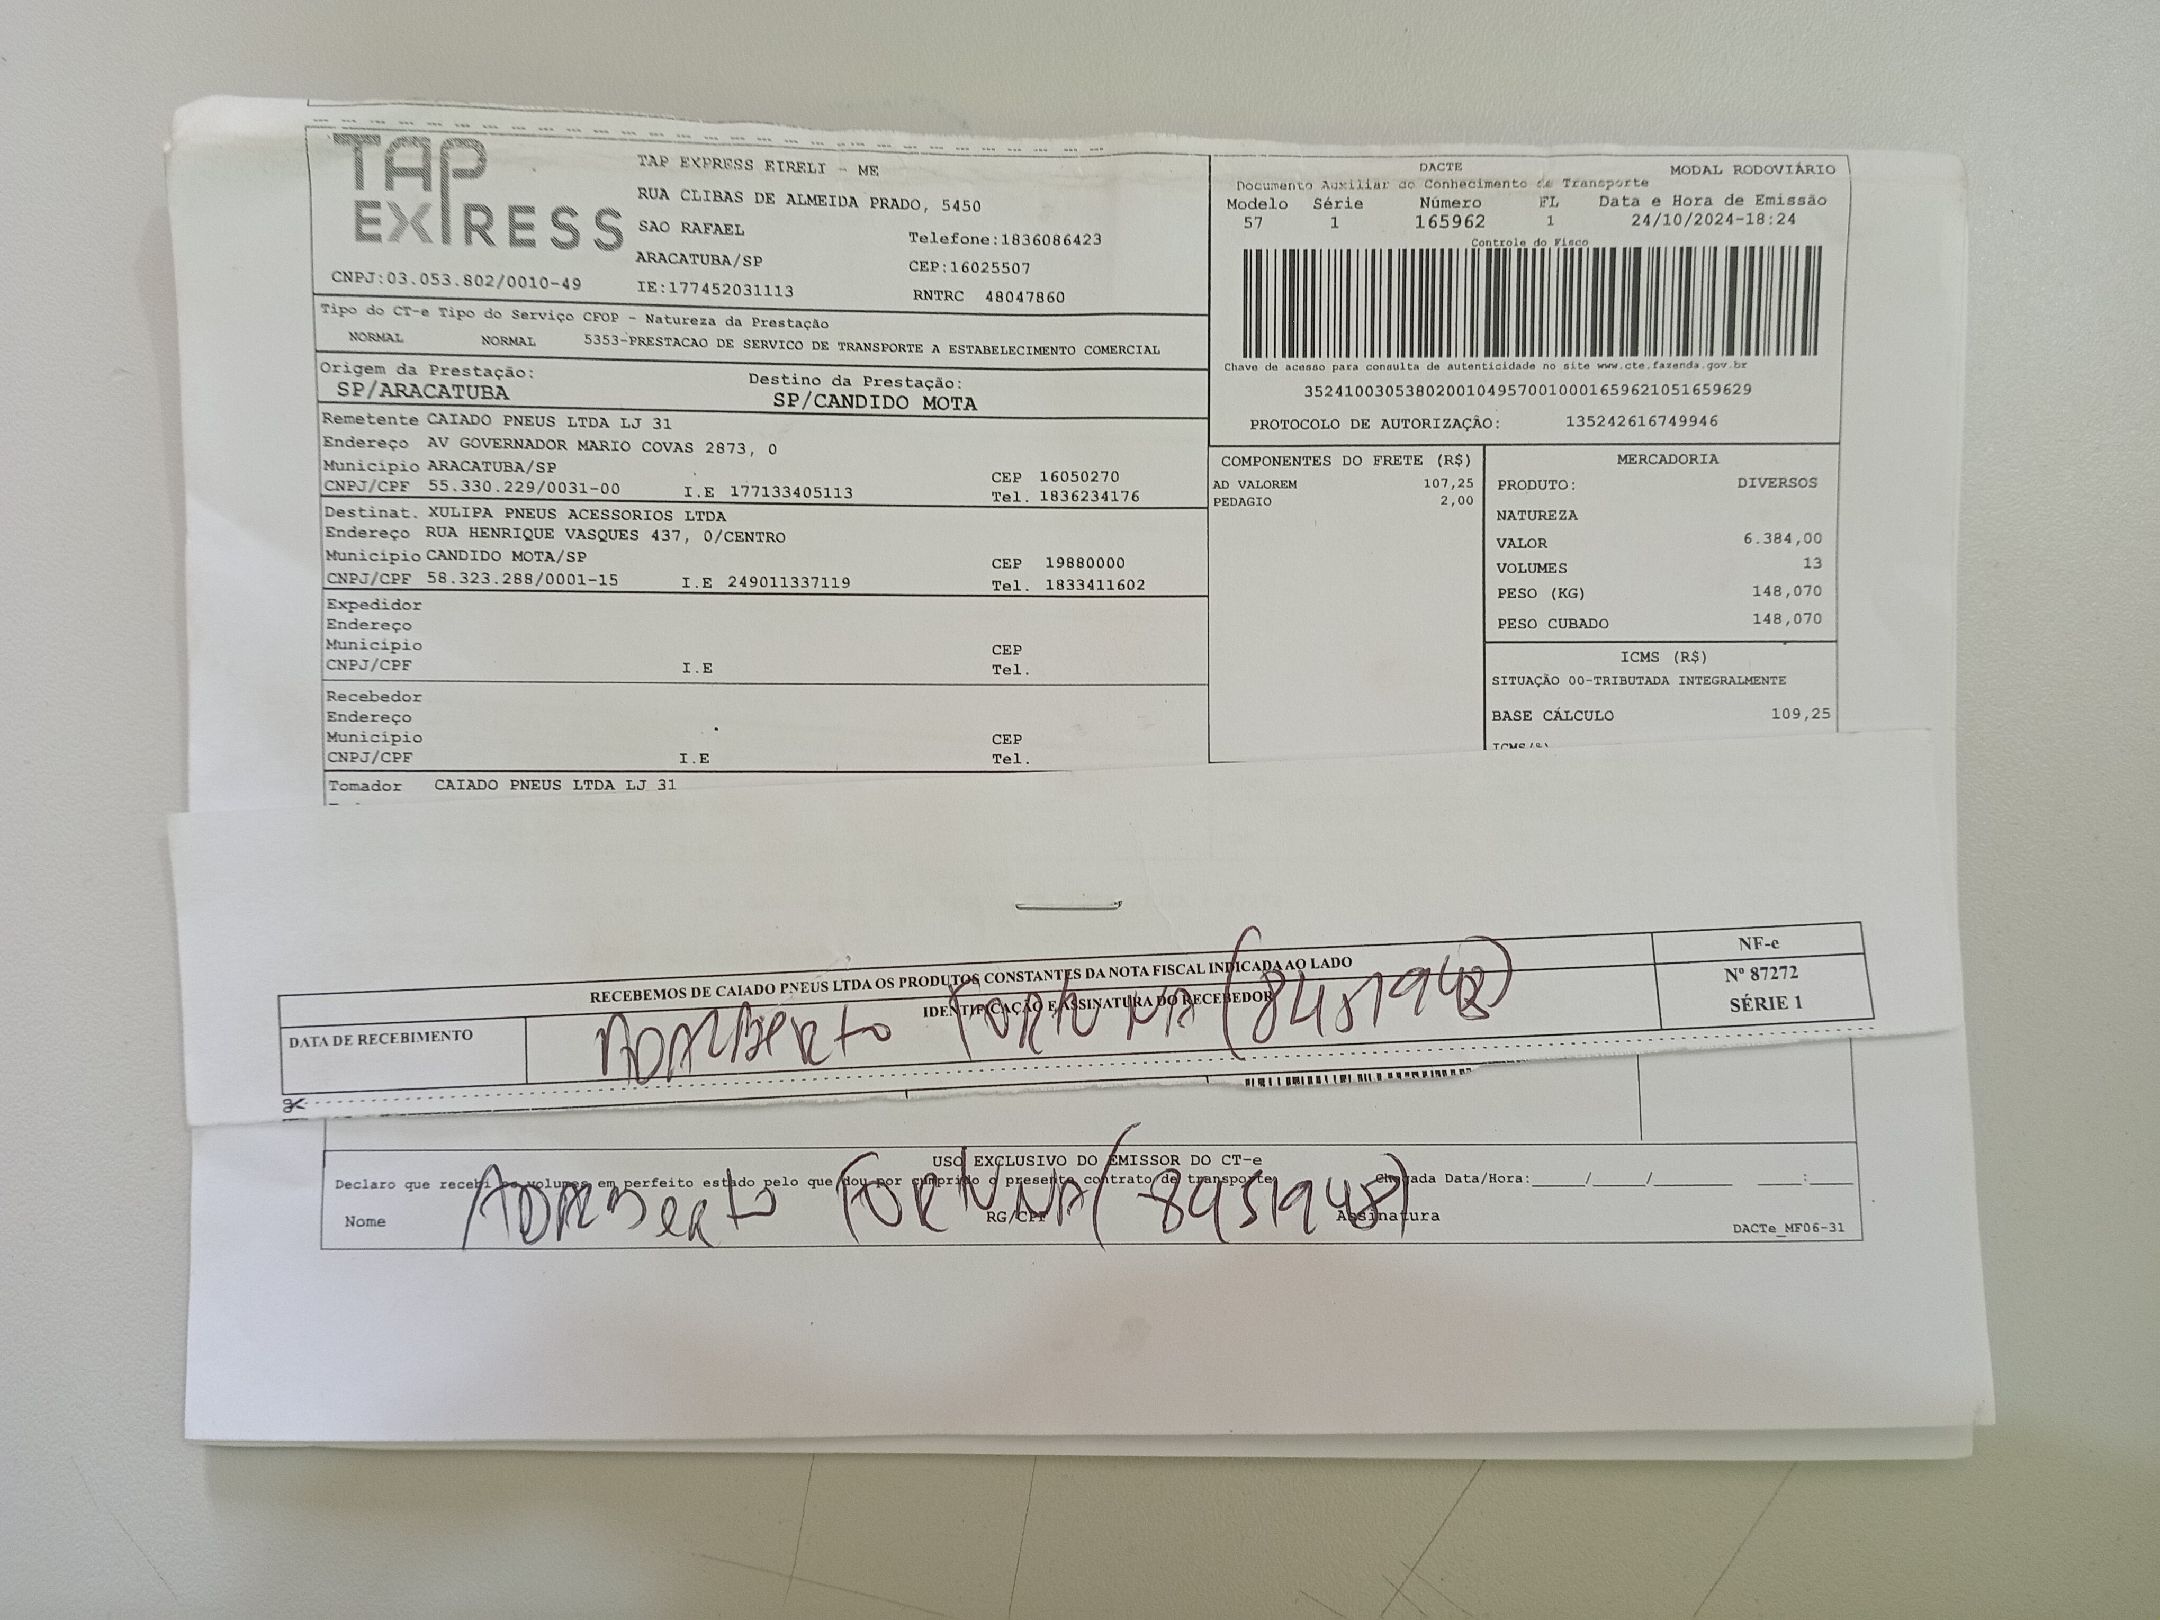 TAP
EXPRESS
CNPJ:03.053.802/0010-49
TAP EXPRESS EIRELI - ME
RUA CLIBAS DE ALMEIDA PRADO, 5450
SAO RAFAEL
Telefone:1836086423
ARACATUBA/SP
CEP:16025507
IE:177452031113
RNTRC 48047860
DACTE
MODAL RODOVIÁRIO
Documento Auxiliar do Conhecimento de Transporte
Modelo Série Número FL Data e Hora de Emissão
57 1 165962 1 24/10/2024-18:24
Controle do Fisco
Chave de acesso para consulta de autenticidade no site www.cte.fazenda.gov.br
35241003053802001049570010001659621051659629
PROTOCOLO DE AUTORIZAÇÃO: 135242616749946
Tipo do CT-e Tipo do Serviço CFOP - Natureza da Prestação
NORMAL NORMAL 5353-PRESTACAO DE SERVICO DE TRANSPORTE A ESTABELECIMENTO COMERCIAL
Origem da Prestação: Destino da Prestação:
SP/ARACATUBA SP/CANDIDO MOTA
Remetente CAIADO PNEUS LTDA LJ 31
Endereço AV GOVERNADOR MARIO COVAS 2873, 0
Município ARACATUBA/SP CEP 16050270
CNPJ/CPF 55.330.229/0031-00 I.E 177133405113 Tel. 1836234176
Destinat. XULIPA PNEUS ACESSORIOS LTDA
Endereço RUA HENRIQUE VASQUES 437, 0/CENTRO
Município CANDIDO MOTA/SP CEP 19880000
CNPJ/CPF 58.323.288/0001-15 I.E 249011337119 Tel. 1833411602
Expedidor
Endereço
Município CEP
CNPJ/CPF I.E Tel.
Recebedor
Endereço
Município CEP
CNPJ/CPF I.E Tel.
Tomador CAIADO PNEUS LTDA LJ 31
COMPONENTES DO FRETE (R$)
AD VALOREM 107,25
PEDAGIO 2,00
MERCADORIA
PRODUTO: DIVERSOS
NATUREZA
VALOR 6.384,00
VOLUMES 13
PESO (KG) 148,070
PESO CUBADO 148,070
ICMS (R$)
SITUAÇÃO 00-TRIBUTADA INTEGRALMENTE
BASE CÁLCULO 109,25
RECEBEMOS DE CAIADO PNEUS LTDA OS PRODUTOS CONSTANTES DA NOTA FISCAL INDICADA AO LADO
NF-e
Nº 87272
SÉRIE 1
DATA DE RECEBIMENTO
IDENTIFICAÇÃO E ASSINATURA DO RECEBEDOR
ADALBERTO FORTUNA (8451948)
USO EXCLUSIVO DO EMISSOR DO CT-e
Declaro que recebi os volumes em perfeito estado pelo que dou por cumprido o presente contrato de transporte Chegada Data/Hora:____/____/______ ____:____
Nome RG/CPF Assinatura
ADALBERTO FORTUNA (8451948)
DACTe_MF06-31